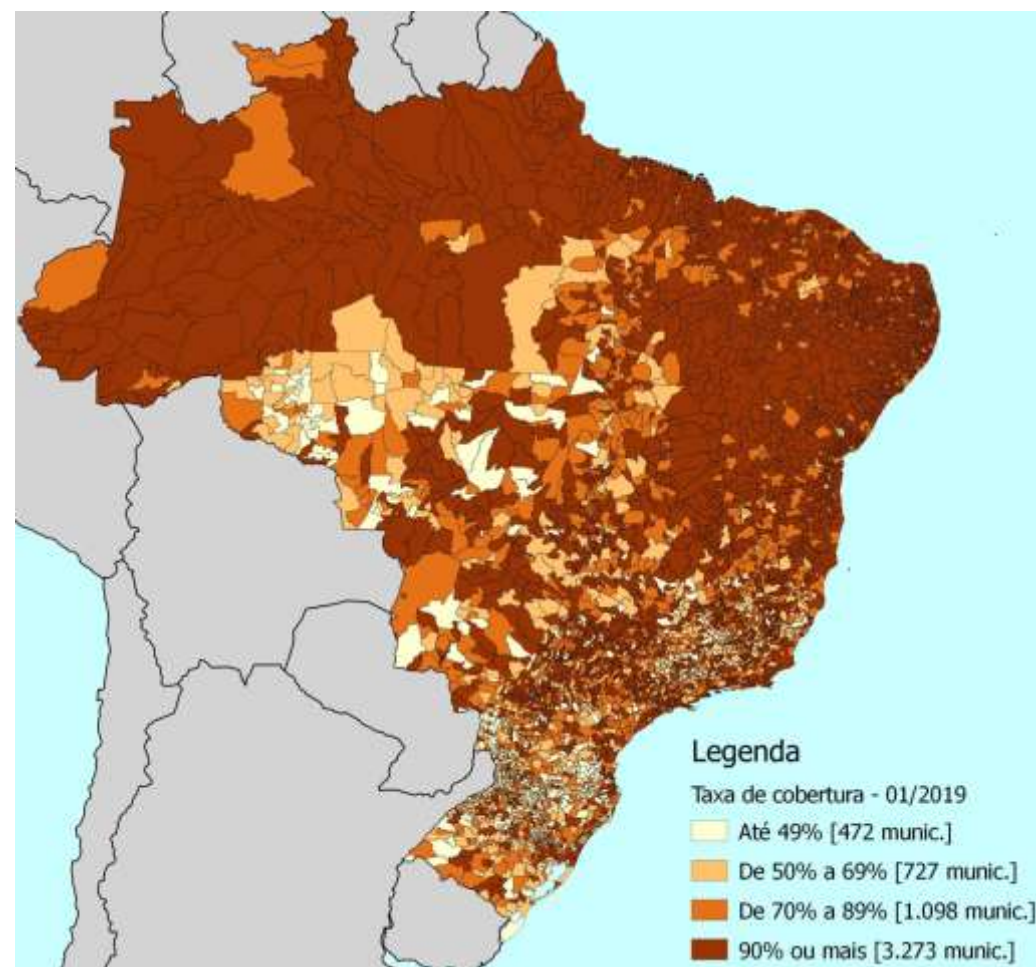 Legenda
Taxa de cobertura - 01/2019
Até 49% [472 munic.]
De 50% a 69% [727 munic.]
De 70% a 89% [1.098 munic.]
90% ou mais [3.273 munic.]